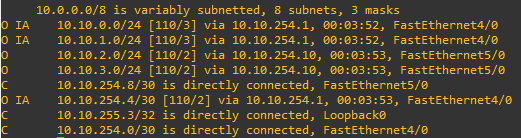 10.0.0.0/8 is variably subnetted, 8 subnets, 3 masks
O IA 10.10.0.0/24 [110/3] via 10.10.254.1, 00:03:52, FastEthernet4/0
O IA 10.10.1.0/24 [110/3] via 10.10.254.1, 00:03:52, FastEthernet4/0
O 10.10.2.0/24 [110/2] via 10.10.254.10, 00:03:53, FastEthernet5/0
O 10.10.3.0/24 [110/2] via 10.10.254.10, 00:03:53, FastEthernet5/0
C 10.10.254.8/30 is directly connected, FastEthernet5/0
O IA 10.10.254.4/30 [110/2] via 10.10.254.1, 00:03:53, FastEthernet4/0
C 10.10.255.3/32 is directly connected, Loopback0
C 10.10.254.0/30 is directly connected, FastEthernet4/0